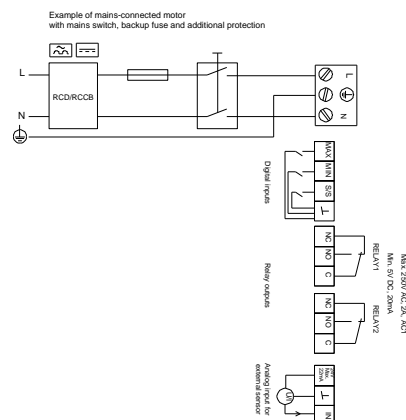 Example of mains-connected motor
with mains switch, backup fuse and additional protection
L
RCD/RCCB
N
L
N
MAX
MIN
S/S
Digital inputs
NC
NO
C
RELAY1
Relay outputs
NC
NO
C
RELAY2
Max. 250V AC, 2A, AC1
Min. 5V DC, 20mA
24V
Max.
22mA
U/I
IN
Analog input for
external sensor